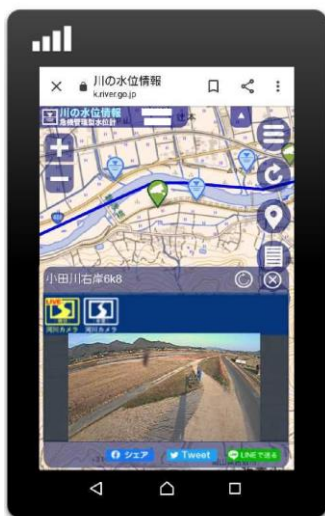 川の水位情報
k.river.go.jp
川の水位情報
危機管理型水位計
小田川右岸6k8
LIVE
河川カメラ
河川カメラ
シェア
Tweet
LINEで送る